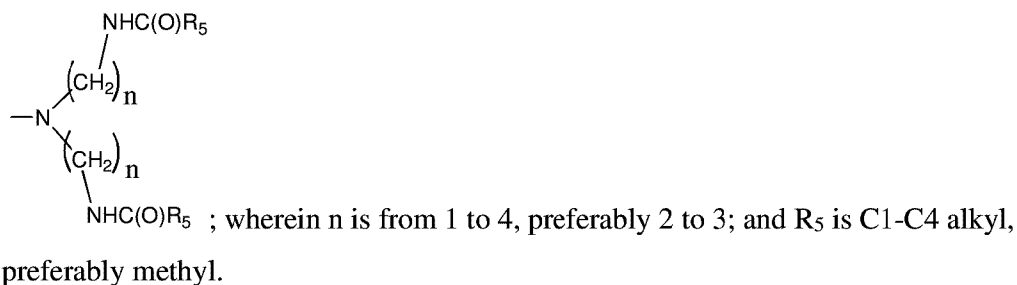 NHC(O)R5
(CH2)n
—N
(CH2)n
NHC(O)R5 ; wherein n is from 1 to 4, preferably 2 to 3; and R5 is C1-C4 alkyl,
preferably methyl.